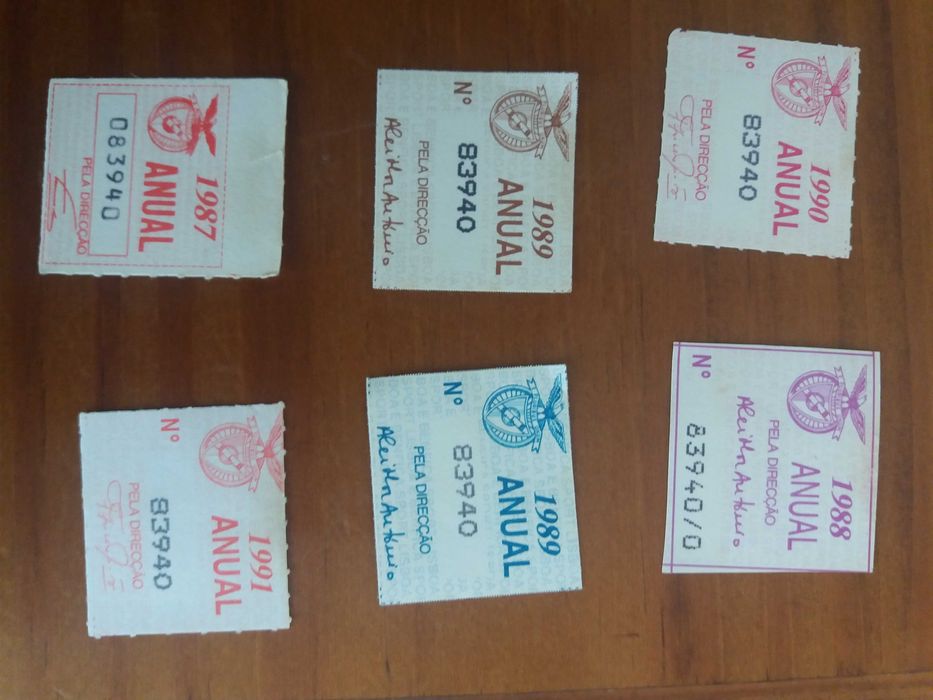 1990
ANUAL
Nº 83940
PELA DIRECÇÃO
1988
ANUAL
PELA DIRECÇÃO
Nº 83940/0
1989
ANUAL
Nº 83940
PELA DIRECÇÃO
1989
ANUAL
Nº 83940
PELA DIRECÇÃO
1987
ANUAL
083940
PELA DIRECÇÃO
1991
ANUAL
Nº 83940
PELA DIRECÇÃO